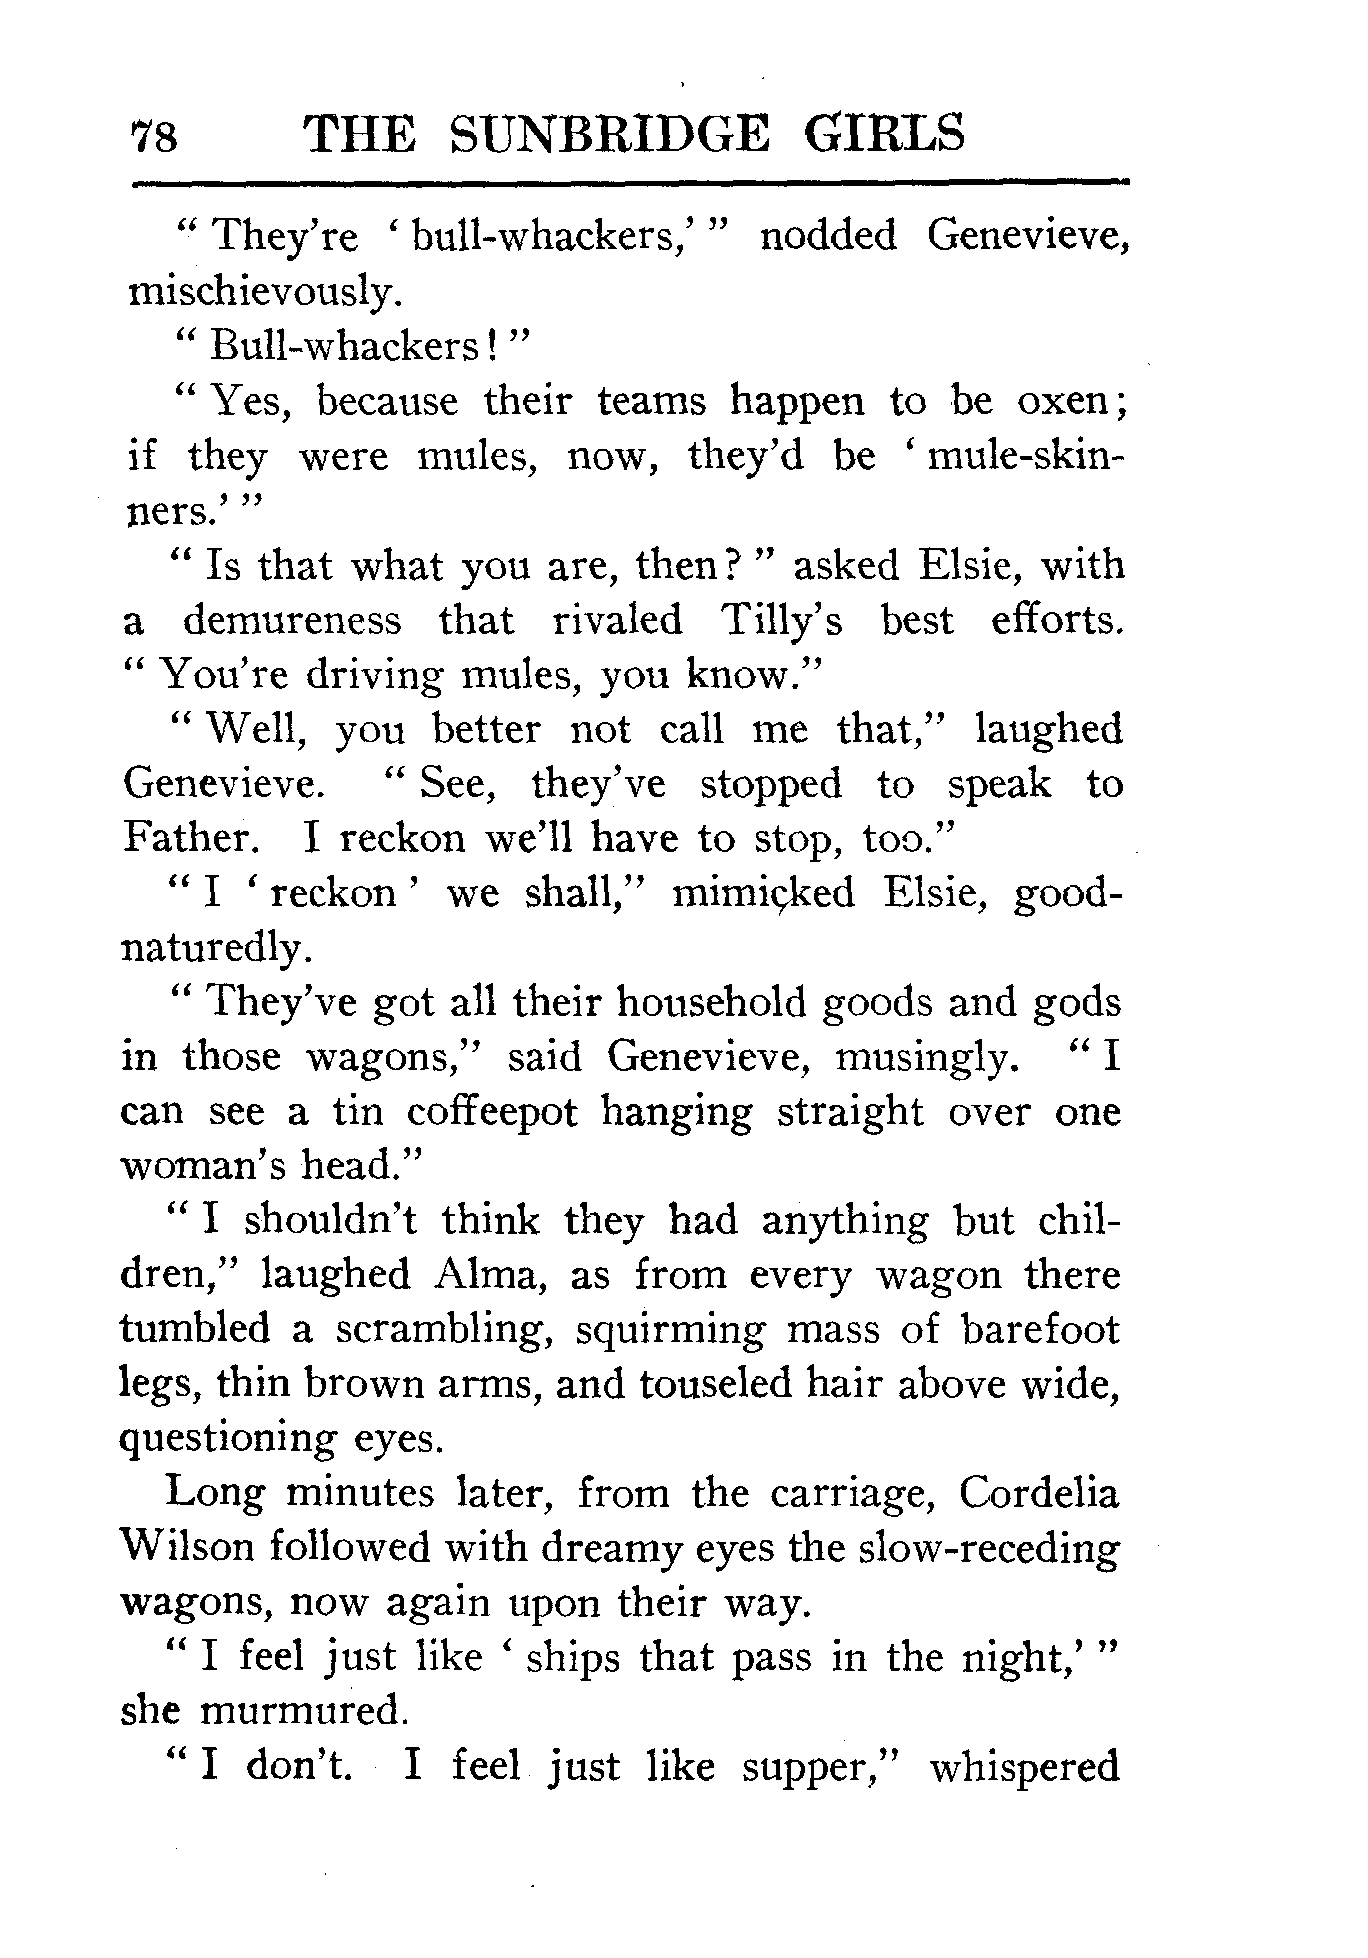 78 THE SUNBRIDGE GIRLS
" They're ' bull-whackers,' " nodded Genevieve,
mischievously.
" Bull-whackers! "
" Yes, because their teams happen to be oxen;
if they were mules, now, they'd be ' mule-skin-
ners.' "
" Is that what you are, then? " asked Elsie, with
a demureness that rivaled Tilly's best efforts.
" You're driving mules, you know."
" Well, you better not call me that," laughed
Genevieve. " See, they've stopped to speak to
Father. I reckon we'll have to stop, too."
" I ' reckon ' we shall," mimicked Elsie, good-
naturedly.
" They've got all their household goods and gods
in those wagons," said Genevieve, musingly. " I
can see a tin coffeepot hanging straight over one
woman's head."
" I shouldn't think they had anything but chil-
dren," laughed Alma, as from every wagon there
tumbled a scrambling, squirming mass of barefoot
legs, thin brown arms, and touseled hair above wide,
questioning eyes.
Long minutes later, from the carriage, Cordelia
Wilson followed with dreamy eyes the slow-receding
wagons, now again upon their way.
" I feel just like ' ships that pass in the night,' "
she murmured.
" I don't. I feel just like supper," whispered